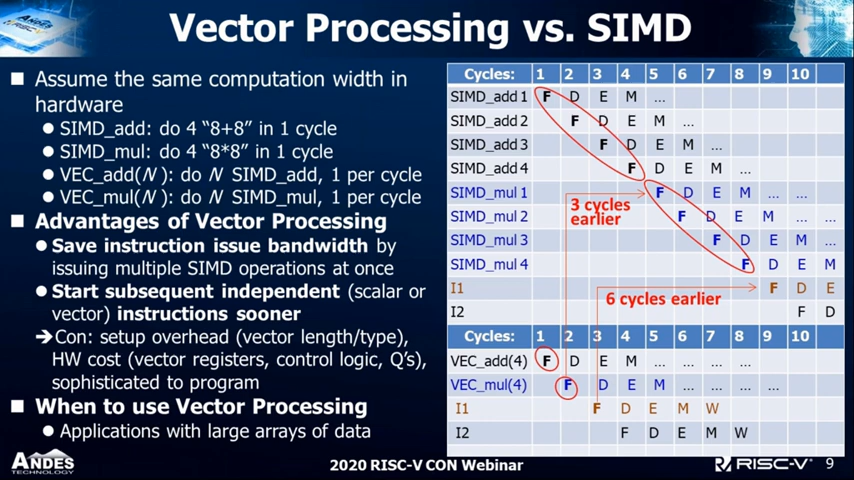 ANDES
TECHNOLOGY
RISC-V
Vector Processing vs. SIMD
■ Assume the same computation width in
hardware
● SIMD_add: do 4 “8+8” in 1 cycle
● SIMD_mul: do 4 “8*8” in 1 cycle
● VEC_add(N): do N SIMD_add, 1 per cycle
● VEC_mul(N): do N SIMD_mul, 1 per cycle
■ Advantages of Vector Processing
● Save instruction issue bandwidth by
issuing multiple SIMD operations at once
● Start subsequent independent (scalar or
vector) instructions sooner
➔Con: setup overhead (vector length/type),
HW cost (vector registers, control logic, Q’s),
sophisticated to program
■ When to use Vector Processing
● Applications with large arrays of data
Cycles: 1 2 3 4 5 6 7 8 9 10
SIMD_add 1 F D E M ...
SIMD_add 2 F D E M ...
SIMD_add 3 F D E M ...
SIMD_add 4 F D E M ...
SIMD_mul 1 F D E M ... ...
SIMD_mul 2 F D E M ... ...
SIMD_mul 3 F D E M ...
SIMD_mul 4 F D E M
I1 F D E
I2 F D
3 cycles
earlier
6 cycles earlier
Cycles: 1 2 3 4 5 6 7 8 9 10
VEC_add(4) F D E M ... ... ... ...
VEC_mul(4) F D E M ... ... ... ...
I1 F D E M W
I2 F D E M W
ANDES
TECHNOLOGY
2020 RISC-V CON Webinar
RISC-V 9